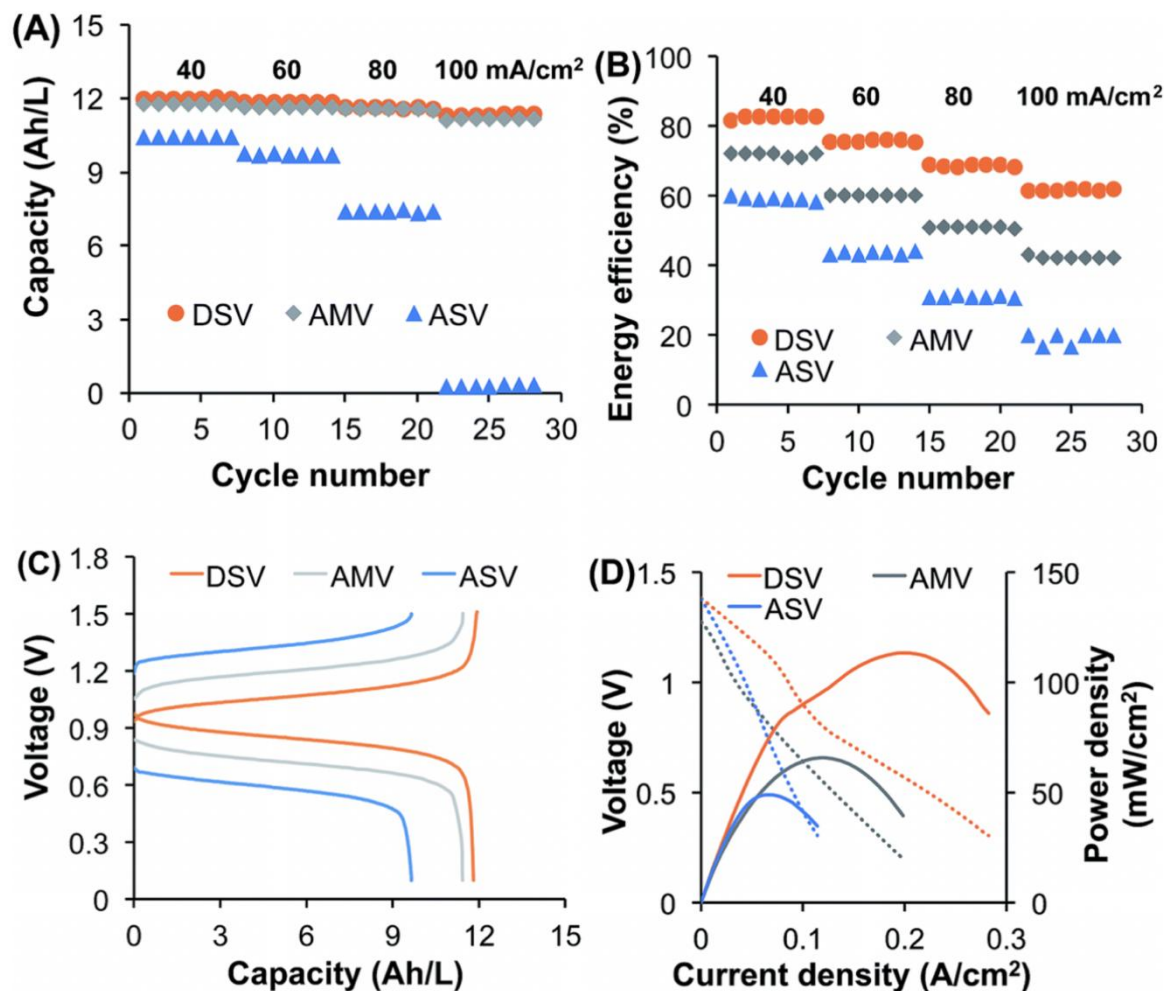 (A)
Capacity (Ah/L)
15
12
9
6
3
0
40 60 80 100 mA/cm²
DSV AMV ASV
0 5 10 15 20 25 30
Cycle number
(B)
Energy efficiency (%)
100
80
60
40
20
0
40 60 80 100 mA/cm²
DSV AMV
ASV
0 5 10 15 20 25 30
Cycle number
(C)
Voltage (V)
1.8
1.5
1.2
0.9
0.6
0.3
0
DSV AMV ASV
0 3 6 9 12 15
Capacity (Ah/L)
(D)
Voltage (V)
1.5
1
0.5
0
DSV AMV
ASV
150
100
50
0
Power density
(mW/cm²)
0 0.1 0.2 0.3
Current density (A/cm²)